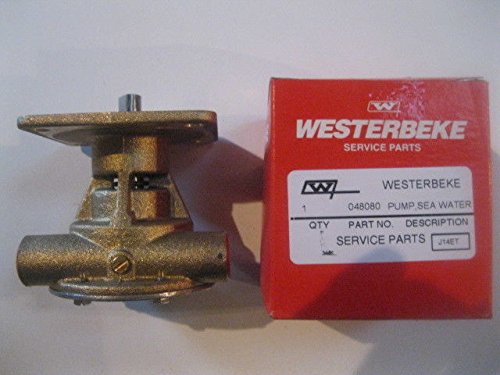 WESTERBEKE
SERVICE PARTS
WESTERBEKE
1 048080 PUMP,SEA WATER
QTY PART NO. DESCRIPTION
SERVICE PARTS J14ET